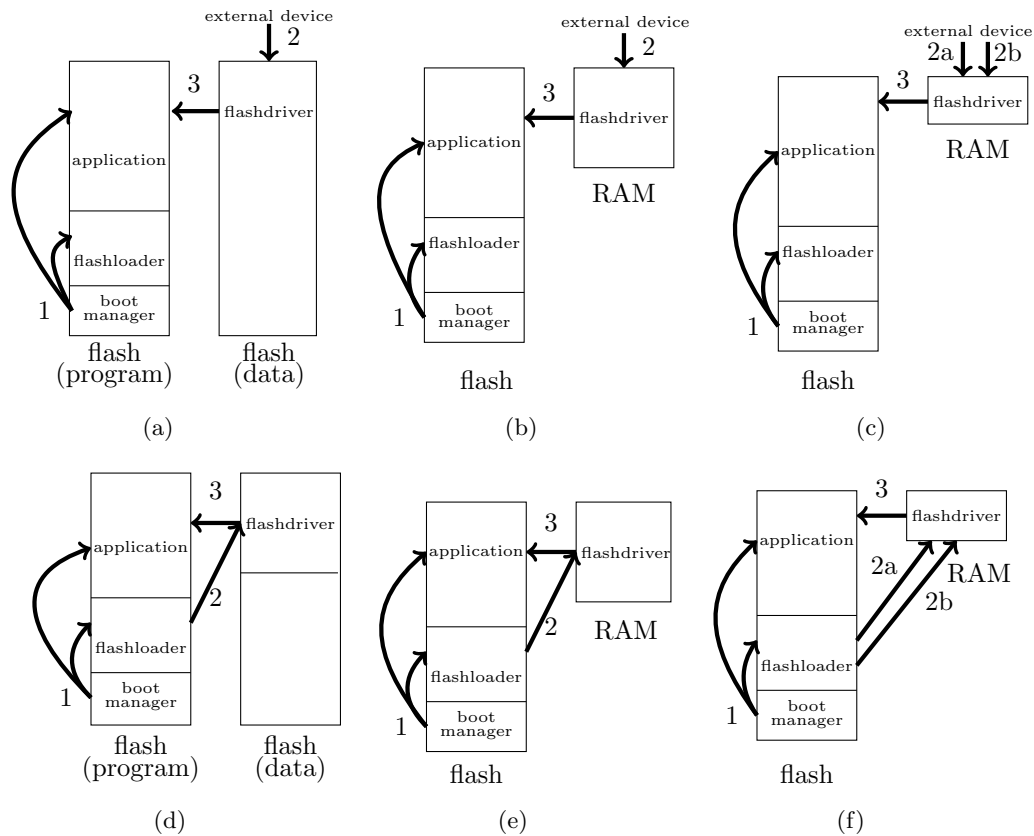 external device
2
3
flashdriver
application
flashloader
1
boot
manager
flash
(program)
flash
(data)
(a)
external device
2
3
flashdriver
application
RAM
flashloader
1
boot
manager
flash
(b)
external device
2a
2b
3
flashdriver
RAM
application
flashloader
1
boot
manager
flash
(c)
3
flashdriver
application
2
flashloader
1
boot
manager
flash
(program)
flash
(data)
(d)
3
application
flashdriver
2
RAM
flashloader
1
boot
manager
flash
(e)
3
flashdriver
application
2a
RAM
2b
flashloader
1
boot
manager
flash
(f)